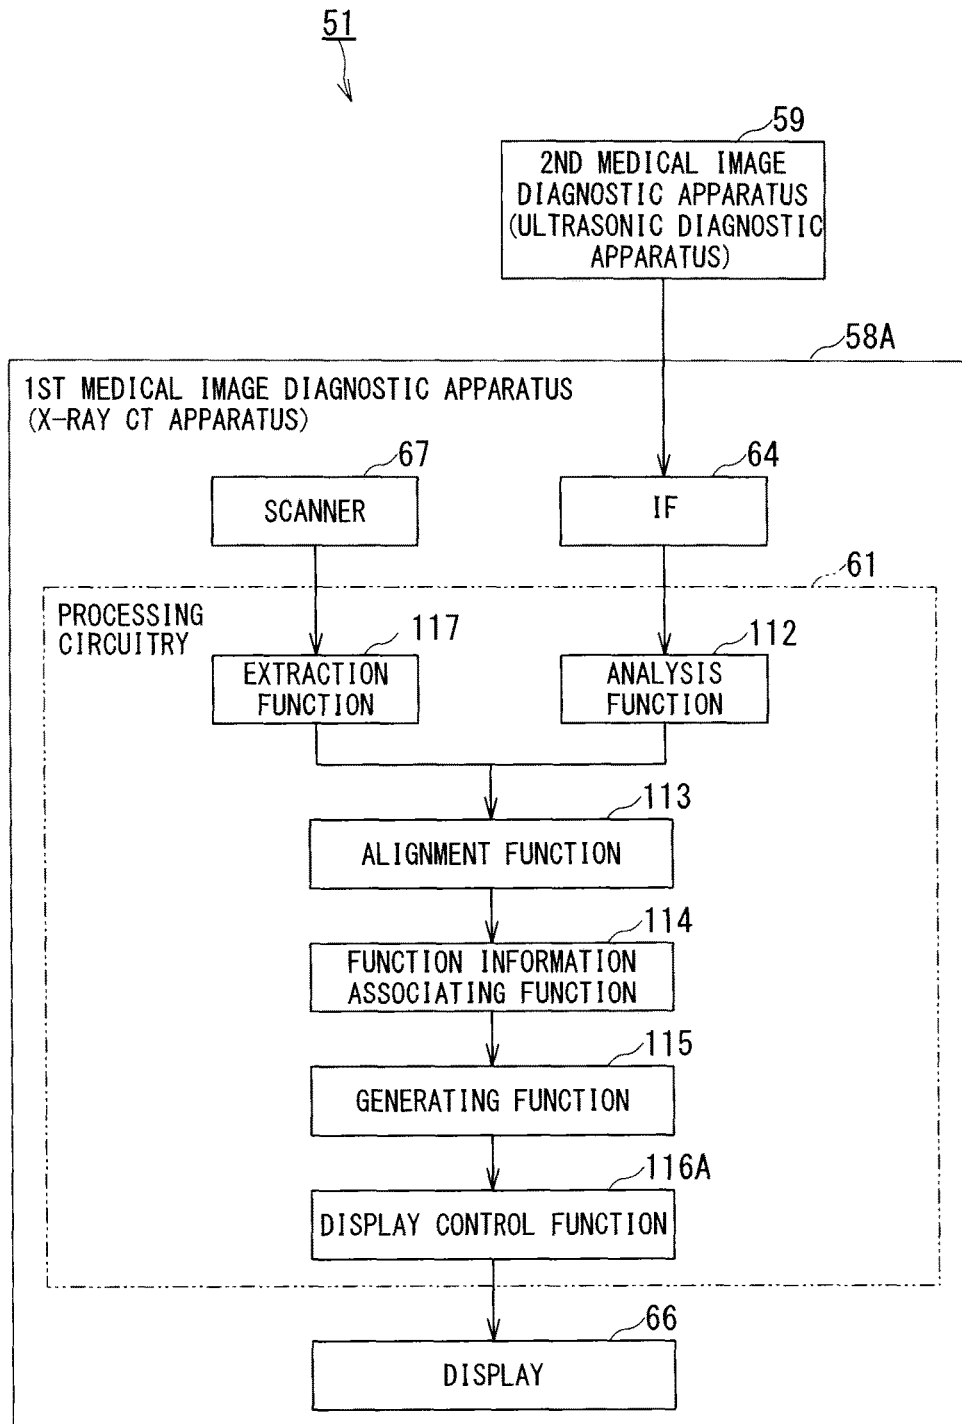 51
59
2ND MEDICAL IMAGE
DIAGNOSTIC APPARATUS
(ULTRASONIC DIAGNOSTIC
APPARATUS)
58A
1ST MEDICAL IMAGE DIAGNOSTIC APPARATUS
(X-RAY CT APPARATUS)
67
64
SCANNER
IF
61
PROCESSING
CIRCUITRY
117
112
EXTRACTION
FUNCTION
ANALYSIS
FUNCTION
113
ALIGNMENT FUNCTION
114
FUNCTION INFORMATION
ASSOCIATING FUNCTION
115
GENERATING FUNCTION
116A
DISPLAY CONTROL FUNCTION
66
DISPLAY